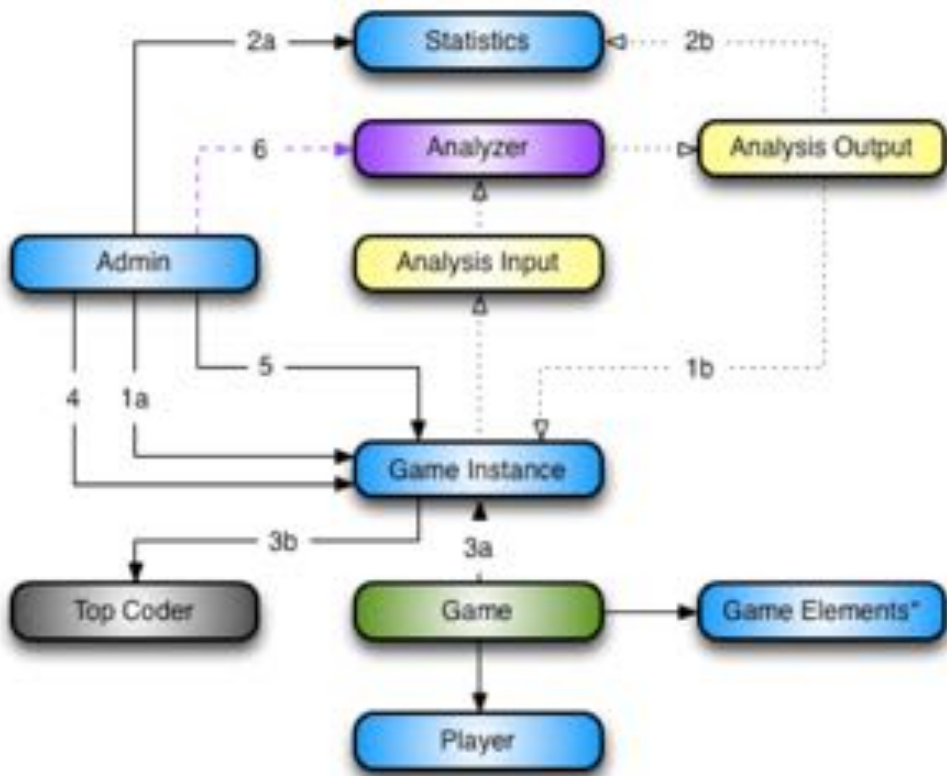 2a
Statistics
2b
6
Analyzer
Analysis Output
Admin
Analysis Input
5
1b
4
1a
Game Instance
3b
3a
Top Coder
Game
Game Elements*
Player